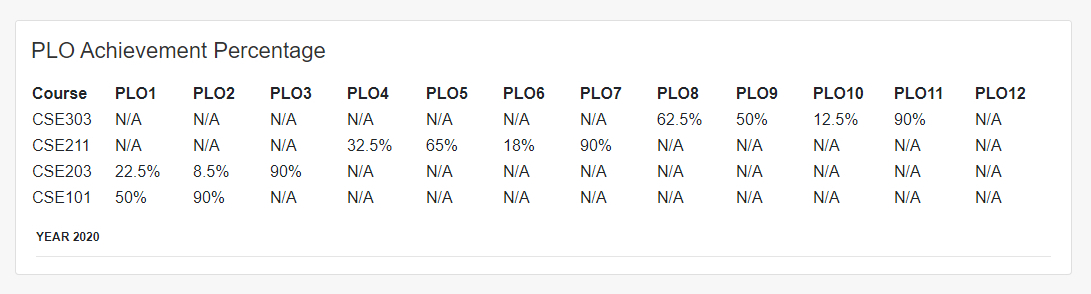 PLO Achievement Percentage
Course PLO1 PLO2 PLO3 PLO4 PLO5 PLO6 PLO7 PLO8 PLO9 PLO10 PLO11 PLO12
CSE303 N/A N/A N/A N/A N/A N/A N/A 62.5% 50% 12.5% 90% N/A
CSE211 N/A N/A N/A 32.5% 65% 18% 90% N/A N/A N/A N/A N/A
CSE203 22.5% 8.5% 90% N/A N/A N/A N/A N/A N/A N/A N/A N/A
CSE101 50% 90% N/A N/A N/A N/A N/A N/A N/A N/A N/A N/A
YEAR 2020